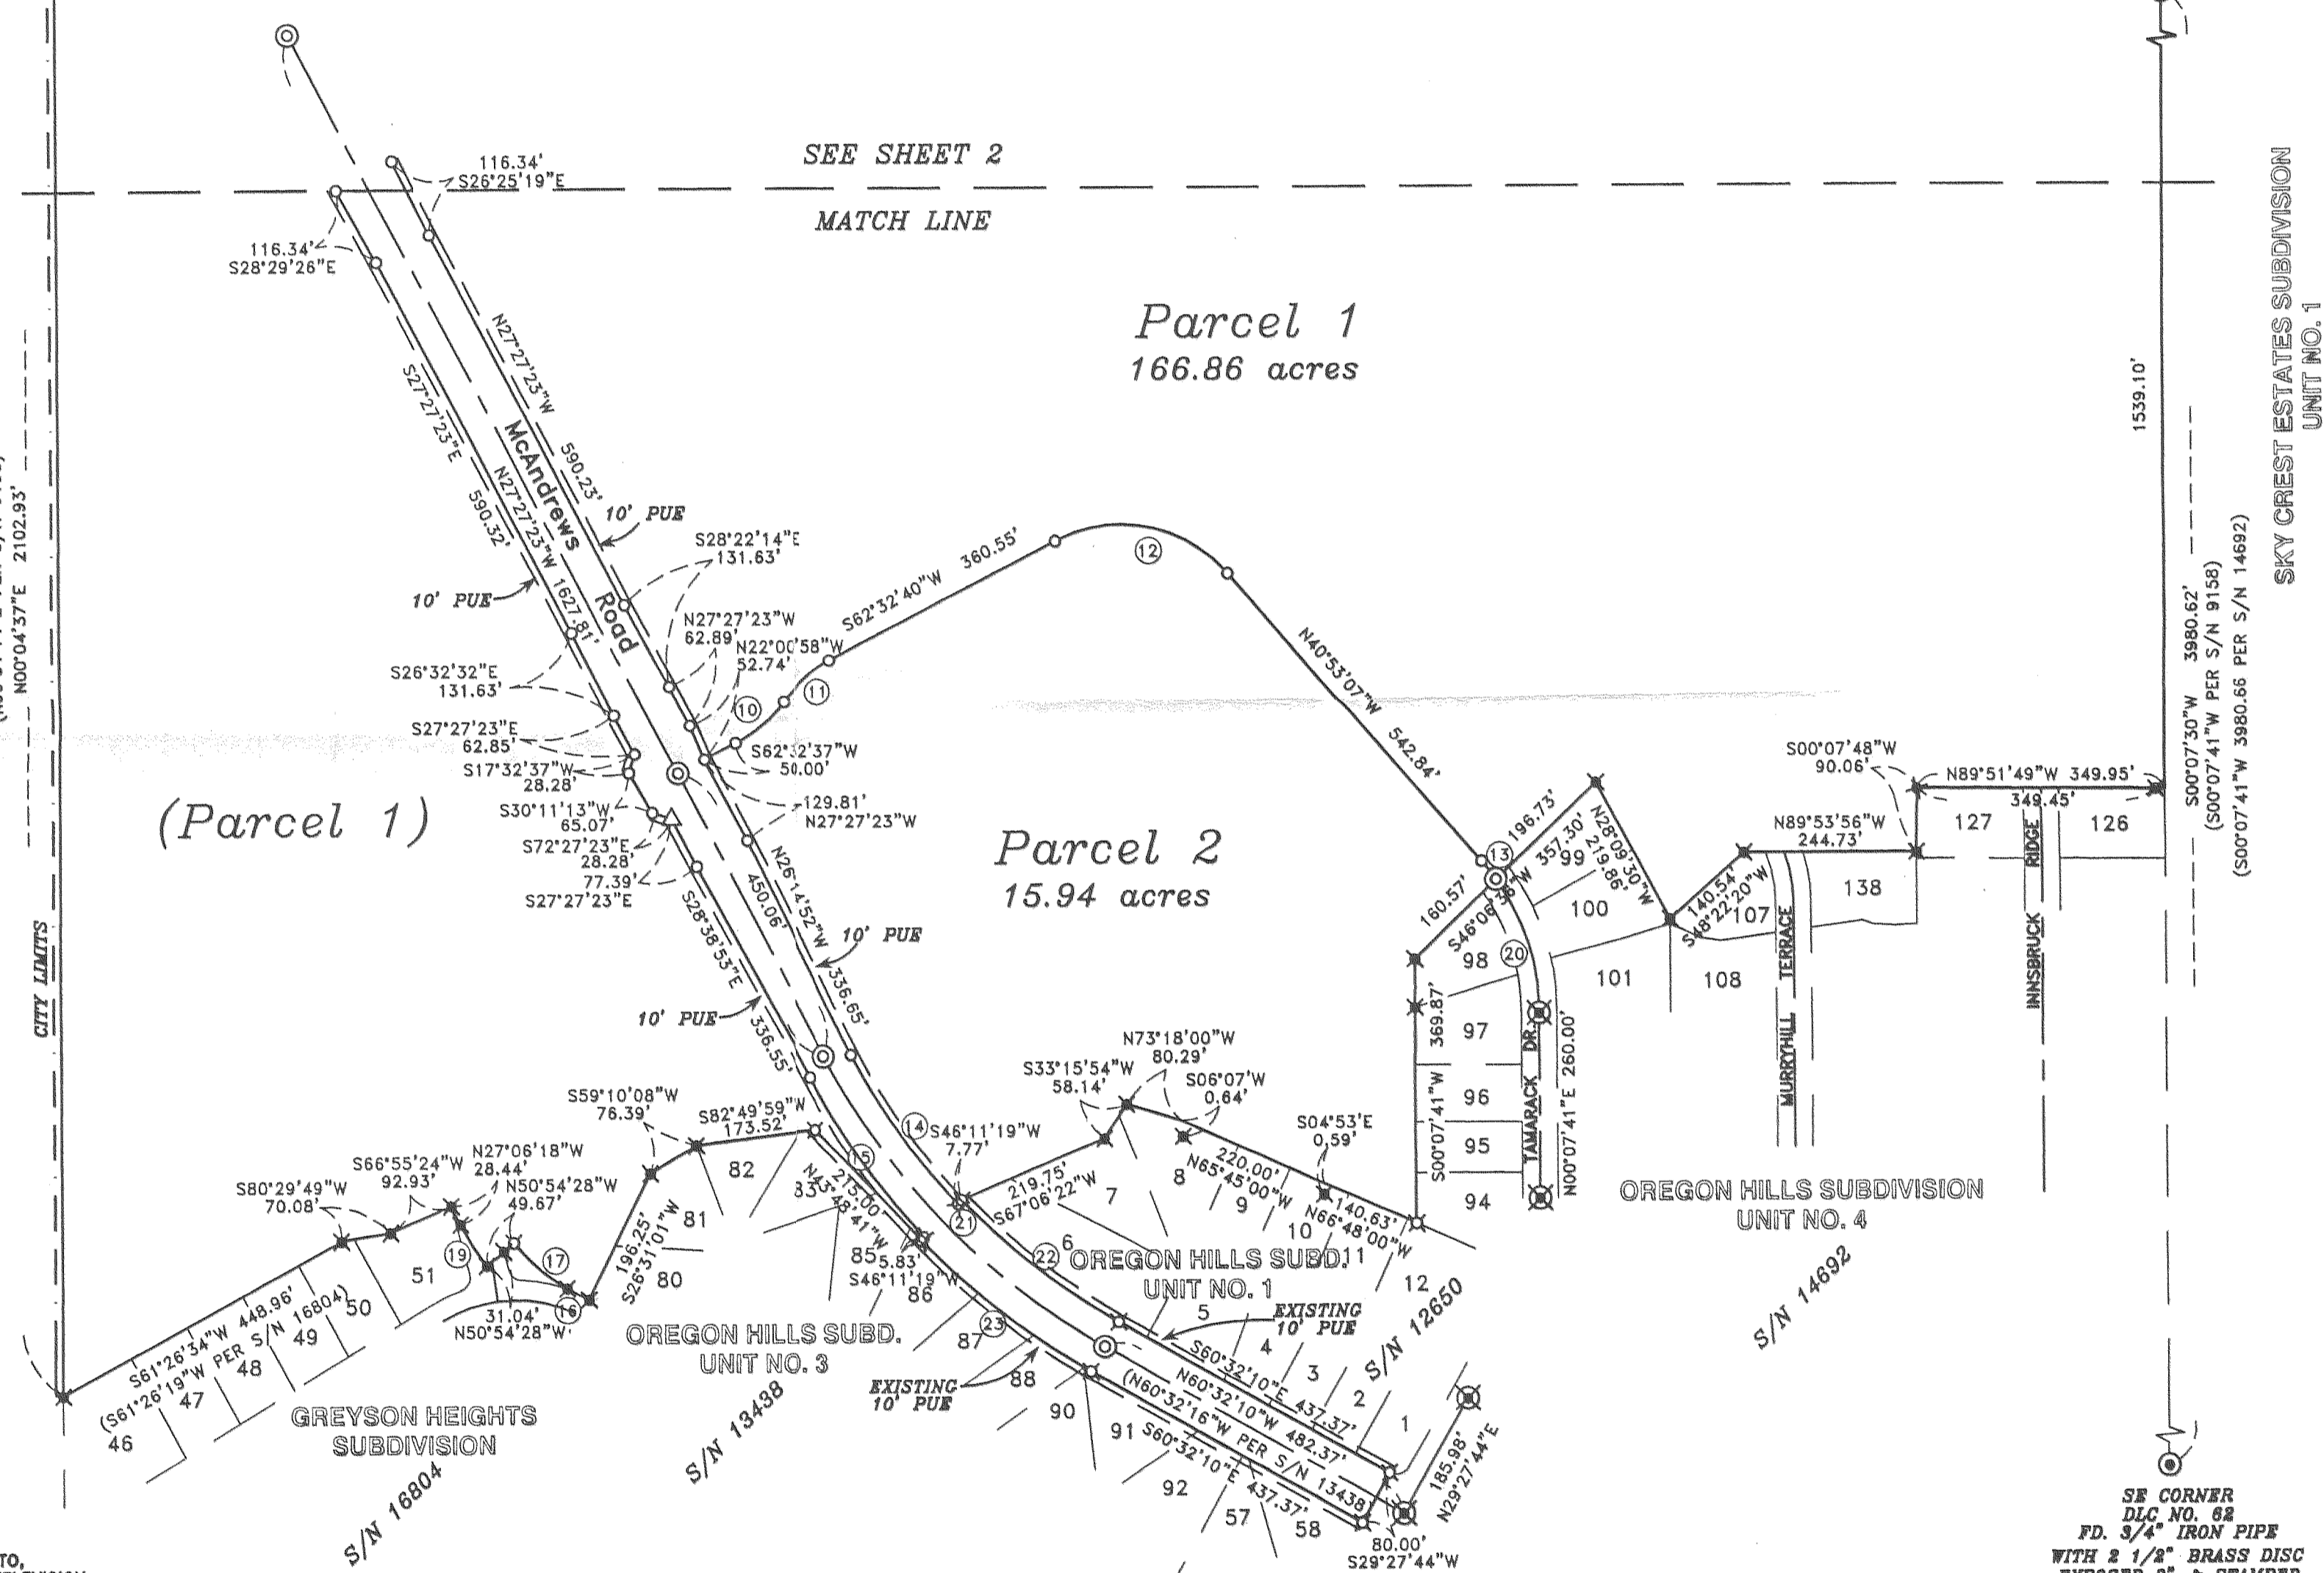 SEE SHEET 2
MATCH LINE
116.34'
S26°25'19"E
116.34'
S28°29'26"E
Parcel 1
166.86 acres
N27°27'23"W
590.23'
S27°27'23"E
590.32'
McAndrews
Road
N27°27'23"W 1627.81'
10' PUE
10' PUE
S28°22'14"E
131.63'
N27°27'23"W
62.89'
N22°00'58"W
52.74'
S62°32'40"W 360.55'
10
11
12
S26°32'32"E
131.63'
S27°27'23"E
62.85'
S17°32'37"W
28.28'
S30°11'13"W
65.07'
S72°27'23"E
28.28'
77.39'
S27°27'23"E
S62°32'37"W
50.00'
129.81'
N27°27'23"W
N40°53'07"W 542.84'
(Parcel 1)
Parcel 2
15.94 acres
450.06'
N26°14'52"W
336.65'
S28°38'53"E
336.55'
10' PUE
10' PUE
13
196.73'
160.57'
S46°06'38"W 357.30'
N28°09'30"W
219.86'
99
100
98
20
101
97
96
95
94
369.87'
S00°07'41"W
TAMARACK DR.
N00°07'41"E 260.00'
140.54'
S48°22'20"W
107
108
138
127
126
N89°53'56"W
244.73'
S00°07'48"W
90.06'
N89°51'49"W 349.95'
349.45'
MURRYHILL TERRACE
INNSBRUCK RIDGE
1539.10'
S00°07'30"W 3980.62'
(S00°07'41"W PER S/N 9158)
(S00°07'41"W 3980.66 PER S/N 14692)
SKY CREST ESTATES SUBDIVISION
UNIT NO. 1
N00°04'37"E 2102.93'
CITY LIMITS
OREGON HILLS SUBDIVISION
UNIT NO. 4
S/N 14692
14
15
S46°11'19"W
7.77'
S33°15'54"W
58.14'
N73°18'00"W
80.29'
S06°07'W
0.64'
S04°53'E
0.59'
219.75'
S67°06'22"W
220.00'
N65°45'00"W
140.63'
N66°48'00"W
7
8
9
10
11
12
6
5
4
3
2
1
21
22
23
OREGON HILLS SUBD.
UNIT NO. 1
S/N 12650
EXISTING
10' PUE
S59°10'08"W
76.39'
S82°49'59"W
173.52'
82
83
81
80
275.00'
N43°48'41"W
85
5.83'
S46°11'19"W
86
87
88
90
91
92
57
58
196.25'
S26°31'01"W
S66°55'24"W
92.93'
N27°06'18"W
28.44'
N50°54'28"W
49.67'
S80°29'49"W
70.08'
19
17
16
31.04'
N50°54'28"W
51
50
49
48
47
46
S61°26'34"W 448.96'
(S61°26'19"W PER S/N 16804)
GREYSON HEIGHTS
SUBDIVISION
S/N 16804
OREGON HILLS SUBD.
UNIT NO. 3
S/N 13438
EXISTING
10' PUE
S60°32'10"E 437.37'
N60°32'10"W 482.37'
(N60°32'16"W PER S/N 13438)
S60°32'10"E 437.37'
185.98'
N29°27'44"E
80.00'
S29°27'44"W
SE CORNER
DLC NO. 62
FD. 3/4" IRON PIPE
WITH 2 1/2" BRASS DISC
TO,